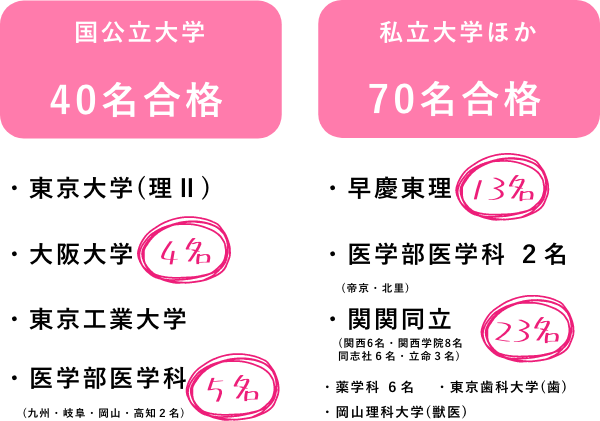 国公立大学
40名合格
・東京大学(理Ⅱ)
・大阪大学 4名
・東京工業大学
・医学部医学科 5名
（九州・岐阜・岡山・高知２名）
私立大学ほか
70名合格
・早慶東理 13名
・医学部医学科 ２名
（帝京・北里）
・関関同立 23名
（関西6名・関西学院8名
同志社６名・立命３名）
・薬学科 ６名 ・東京歯科大学(歯)
・岡山理科大学(獣医)